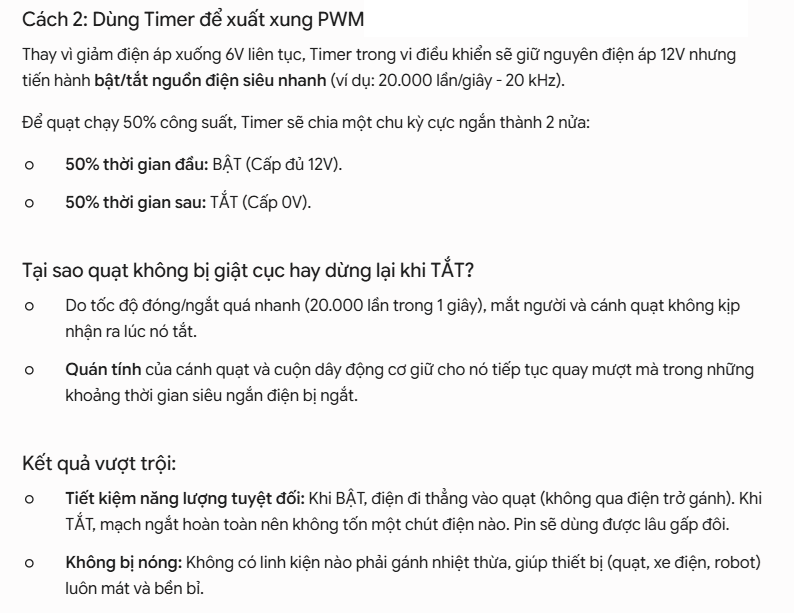 Cách 2: Dùng Timer để xuất xung PWM
Thay vì giảm điện áp xuống 6V liên tục, Timer trong vi điều khiển sẽ giữ nguyên điện áp 12V nhưng
tiến hành bật/tắt nguồn điện siêu nhanh (ví dụ: 20.000 lần/giây - 20 kHz).
Để quạt chạy 50% công suất, Timer sẽ chia một chu kỳ cực ngắn thành 2 nửa:
o 50% thời gian đầu: BẬT (Cấp đủ 12V).
o 50% thời gian sau: TẮT (Cấp 0V).
Tại sao quạt không bị giật cục hay dừng lại khi TẮT?
o Do tốc độ đóng/ngắt quá nhanh (20.000 lần trong 1 giây), mắt người và cánh quạt không kịp
nhận ra lúc nó tắt.
o Quán tính của cánh quạt và cuộn dây động cơ giữ cho nó tiếp tục quay mượt mà trong những
khoảng thời gian siêu ngắn điện bị ngắt.
Kết quả vượt trội:
o Tiết kiệm năng lượng tuyệt đối: Khi BẬT, điện đi thẳng vào quạt (không qua điện trở gánh). Khi
TẮT, mạch ngắt hoàn toàn nên không tốn một chút điện nào. Pin sẽ dùng được lâu gấp đôi.
o Không bị nóng: Không có linh kiện nào phải gánh nhiệt thừa, giúp thiết bị (quạt, xe điện, robot)
luôn mát và bền bỉ.